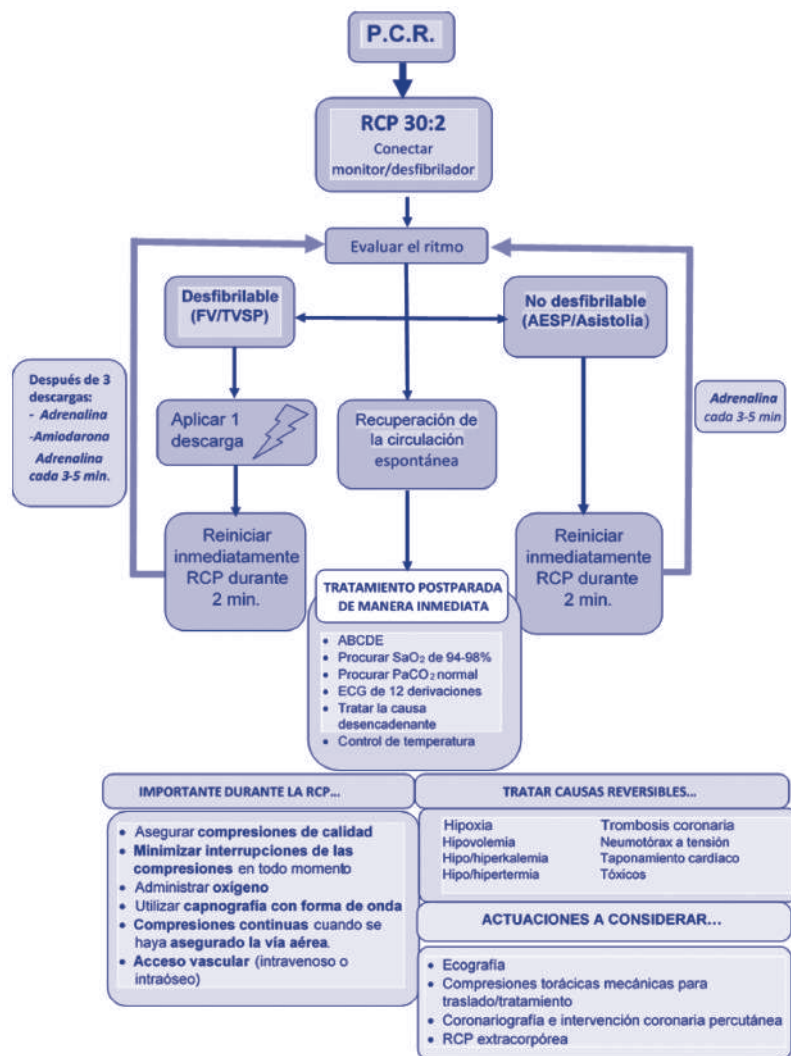 P.C.R.
RCP 30:2
Conectar
monitor/desfibrilador
Evaluar el ritmo
Desfibrilable
(FV/TVSP)
No desfibrilable
(AESP/Asistolia)
Después de 3
descargas:
- Adrenalina
-Amiodarona
Adrenalina
cada 3-5 min.
Aplicar 1
descarga
Recuperación de
la circulación
espontánea
Adrenalina
cada 3-5 min
Reiniciar
inmediatamente
RCP durante
2 min.
Reiniciar
inmediatamente
RCP durante
2 min.
TRATAMIENTO POSTPARADA
DE MANERA INMEDIATA
• ABCDE
• Procurar SaO₂ de 94-98%
• Procurar PaCO₂ normal
• ECG de 12 derivaciones
• Tratar la causa
desencadenante
• Control de temperatura
IMPORTANTE DURANTE LA RCP...
• Asegurar compresiones de calidad
• Minimizar interrupciones de las
compresiones en todo momento
• Administrar oxígeno
• Utilizar capnografía con forma de onda
• Compresiones continuas cuando se
haya asegurado la vía aérea.
• Acceso vascular (intravenoso o
intraóseo)
TRATAR CAUSAS REVERSIBLES...
Hipoxia
Hipovolemia
Hipo/hiperkalemia
Hipo/hipertermia
Trombosis coronaria
Neumotórax a tensión
Taponamiento cardíaco
Tóxicos
ACTUACIONES A CONSIDERAR...
• Ecografía
• Compresiones torácicas mecánicas para
traslado/tratamiento
• Coronariografía e intervención coronaria percutánea
• RCP extracorpórea